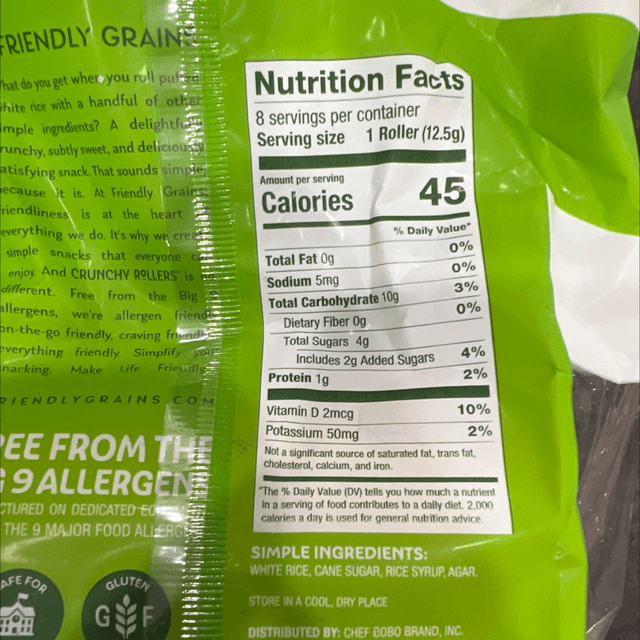 FRIENDLY GRAINS
What do you get when you roll puffed
white rice with a handful of other
simple ingredients? A delightfully
crunchy, subtly sweet, and deliciously
satisfying snack. That sounds simple,
because it is. At Friendly Grains,
friendliness is at the heart
everything we do. It's why we
simple snacks that everyone
enjoy. And CRUNCHY ROLLERS™ is
different. Free from the Big
allergens, we're allergen friendly
on-the-go friendly, craving friendly
everything friendly. Simplify your
snacking. Make Life Friendly
FRIENDLYGRAINS.COM
FREE FROM THE
9 ALLERGEN
DEDICATED
THE 9 MAJOR FOOD
SAFE FOR
GLUTEN
G F
Nutrition Facts
8 servings per container
Serving size 1 Roller (12.5g)
Amount per serving
Calories 45
% Daily Value*
Total Fat 0g 0%
Sodium 5mg 0%
Total Carbohydrate 10g 3%
Dietary Fiber 0g 0%
Total Sugars 4g
Includes 2g Added Sugars 4%
Protein 1g 2%
Vitamin D 2mcg 10%
Potassium 50mg 2%
Not a significant source of saturated fat, trans fat,
cholesterol, calcium, and iron.
*The % Daily Value (DV) tells you how much a nutrient
in a serving of food contributes to a daily diet. 2,000
calories a day is used for general nutrition advice.
SIMPLE INGREDIENTS:
WHITE RICE, CANE SUGAR, RICE SYRUP, AGAR.
STORE IN A COOL, DRY PLACE
DISTRIBUTED BY: CHEF BOBO BRAND, INC.